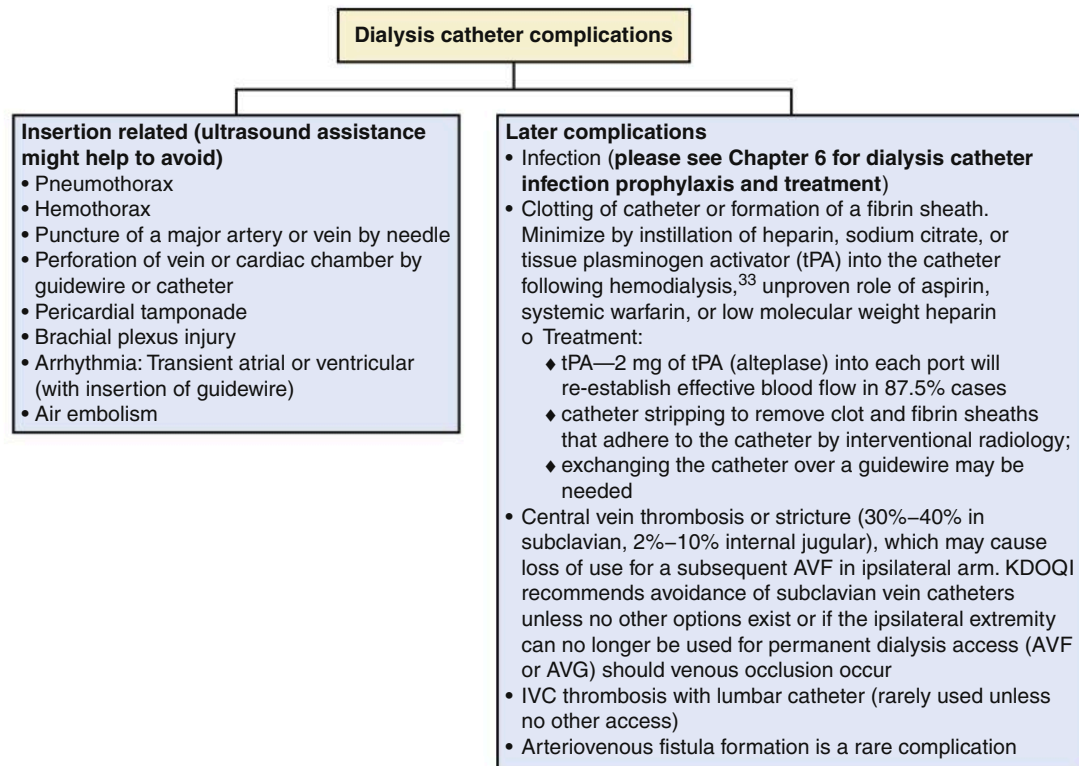 Dialysis catheter complications
Insertion related (ultrasound assistance
might help to avoid)
• Pneumothorax
• Hemothorax
• Puncture of a major artery or vein by needle
• Perforation of vein or cardiac chamber by
guidewire or catheter
• Pericardial tamponade
• Brachial plexus injury
• Arrhythmia: Transient atrial or ventricular
(with insertion of guidewire)
• Air embolism
Later complications
• Infection (please see Chapter 6 for dialysis catheter
infection prophylaxis and treatment)
• Clotting of catheter or formation of a fibrin sheath.
Minimize by instillation of heparin, sodium citrate, or
tissue plasminogen activator (tPA) into the catheter
following hemodialysis,33 unproven role of aspirin,
systemic warfarin, or low molecular weight heparin
o Treatment:
♦ tPA—2 mg of tPA (alteplase) into each port will
re-establish effective blood flow in 87.5% cases
♦ catheter stripping to remove clot and fibrin sheaths
that adhere to the catheter by interventional radiology;
♦ exchanging the catheter over a guidewire may be
needed
• Central vein thrombosis or stricture (30%–40% in
subclavian, 2%–10% internal jugular), which may cause
loss of use for a subsequent AVF in ipsilateral arm. KDOQI
recommends avoidance of subclavian vein catheters
unless no other options exist or if the ipsilateral extremity
can no longer be used for permanent dialysis access (AVF
or AVG) should venous occlusion occur
• IVC thrombosis with lumbar catheter (rarely used unless
no other access)
• Arteriovenous fistula formation is a rare complication